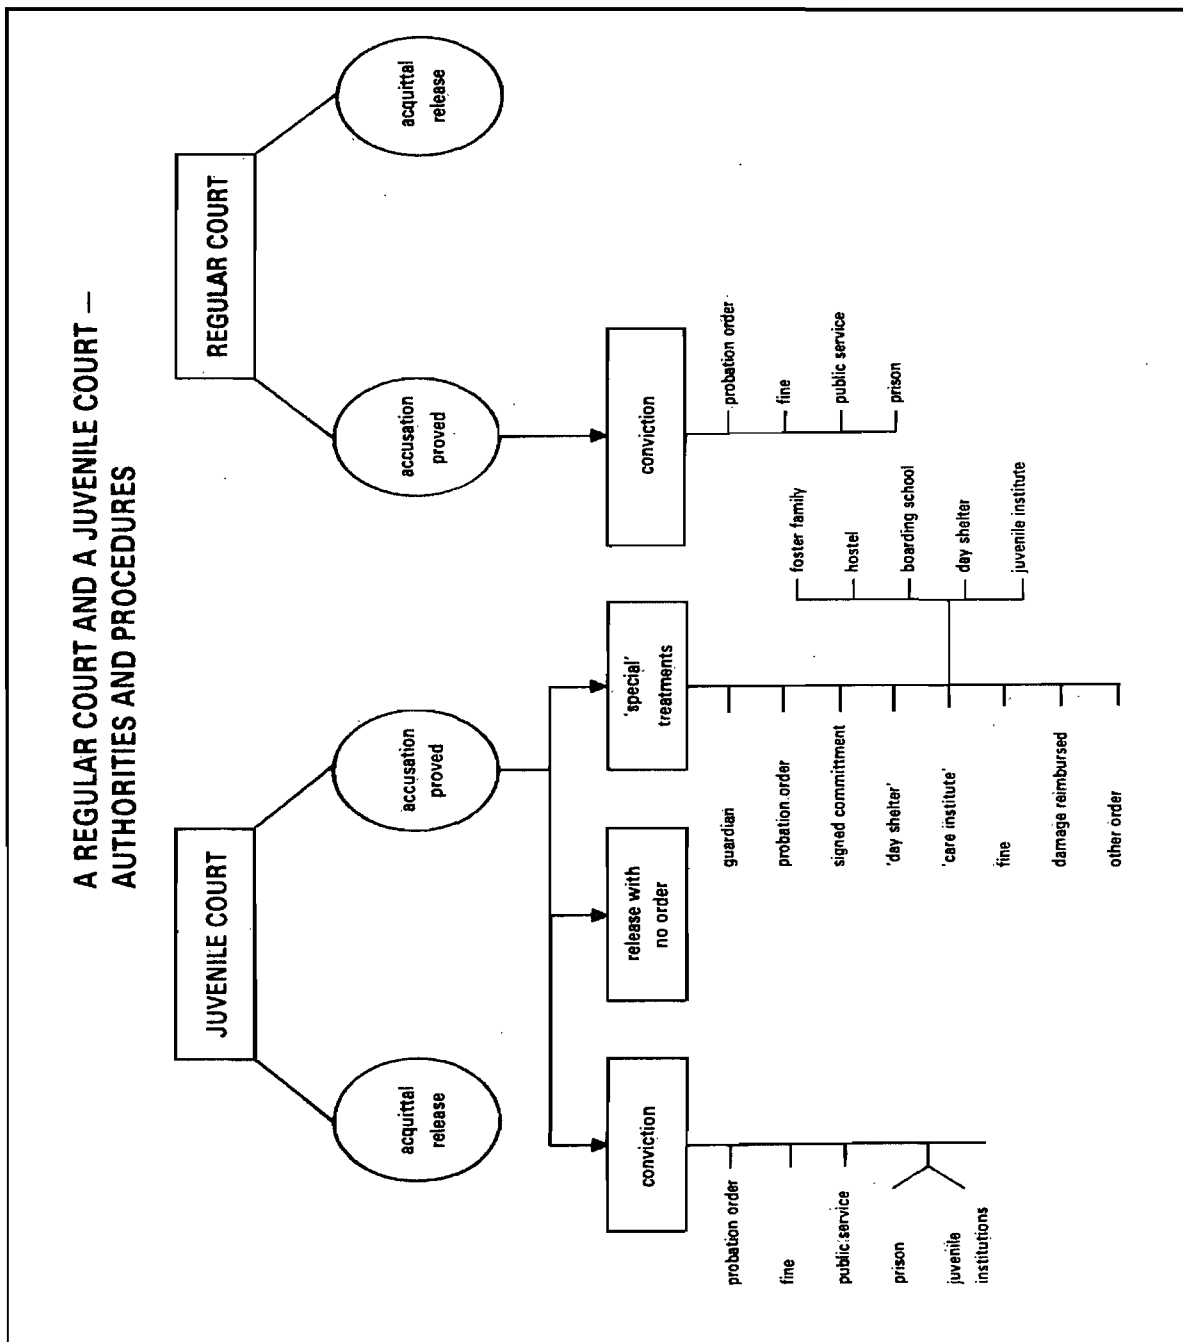 A REGULAR COURT AND A JUVENILE COURT —
AUTHORITIES AND PROCEDURES
JUVENILE COURT
acquittal
release
accusation
proved
conviction
release with
no order
'special'
treatments
probation order
fine
public service
prison
juvenile
institutions
guardian
probation order
signed committment
'day shelter'
'care institute'
fine
damage reimbursed
other order
foster family
hostel
boarding school
day shelter
juvenile institute
REGULAR COURT
accusation
proved
acquittal
release
conviction
probation order
fine
public service
prison